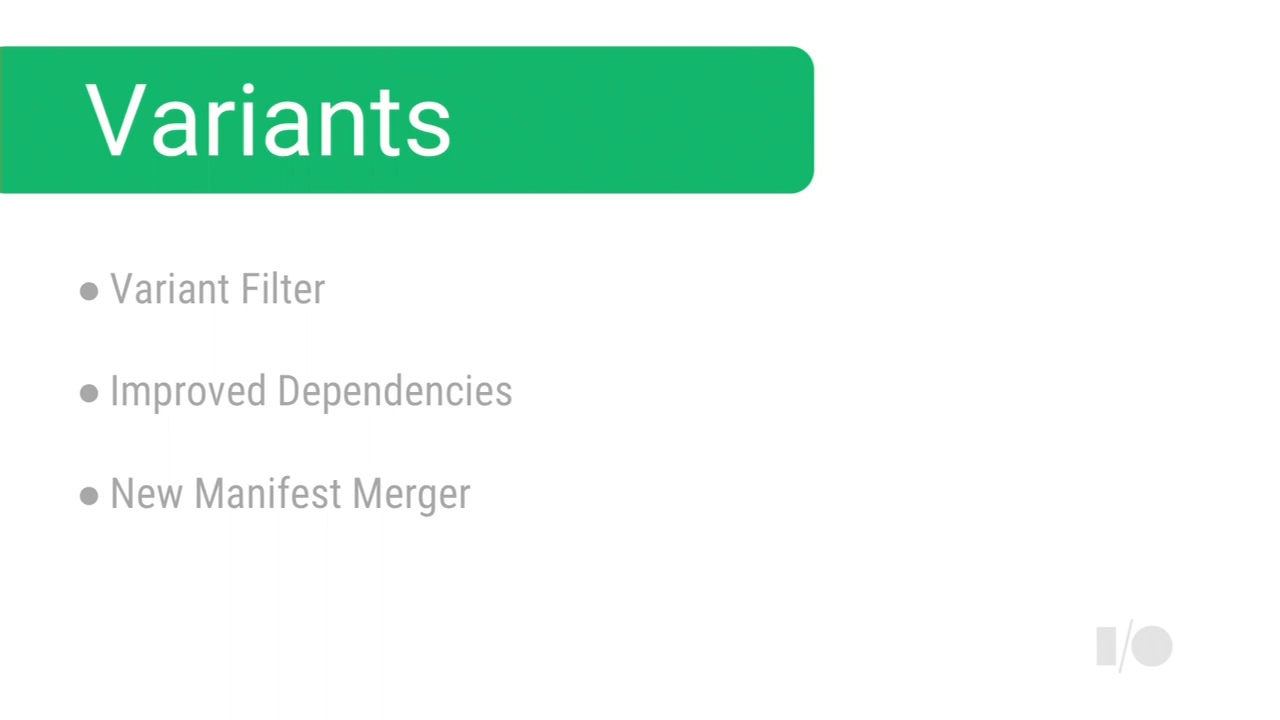 Variants
● Variant Filter
● Improved Dependencies
● New Manifest Merger
I/O